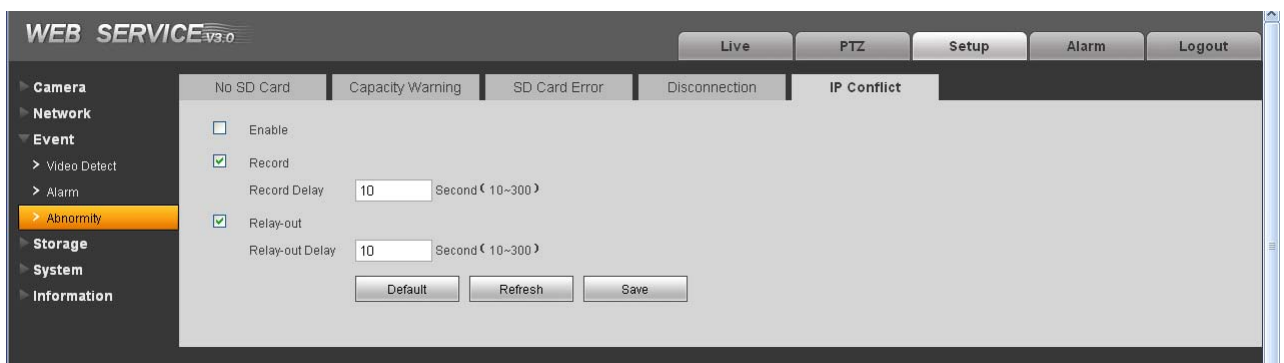 WEB SERVICE V3.0
Live PTZ Setup Alarm Logout
Camera
Network
Event
> Video Detect
> Alarm
> Abnormity
Storage
System
Information
No SD Card Capacity Warning SD Card Error Disconnection IP Conflict
Enable
Record
Record Delay 10 Second(10~300)
Relay-out
Relay-out Delay 10 Second(10~300)
Default Refresh Save